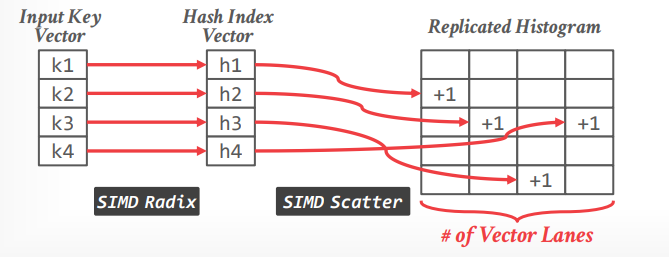 Input Key
Vector
Hash Index
Vector
Replicated Histogram
k1
h1
k2
h2
+1
k3
h3
+1
+1
k4
h4
+1
SIMD Radix
SIMD Scatter
# of Vector Lanes